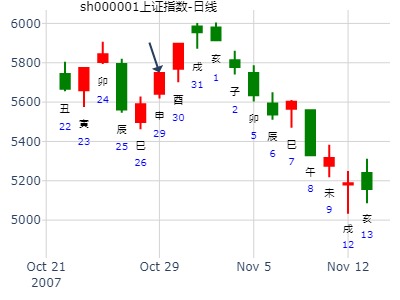 sh000001上证指数-日线
6000
5800
5600
5400
5200
5000
丑
22
寅
23
卯
24
辰
25
巳
26
申
29
酉
30
戌
31
亥
1
子
2
卯
5
辰
6
巳
7
午
8
未
9
戌
12
亥
13
Oct 21
2007
Oct 29
Nov 5
Nov 12